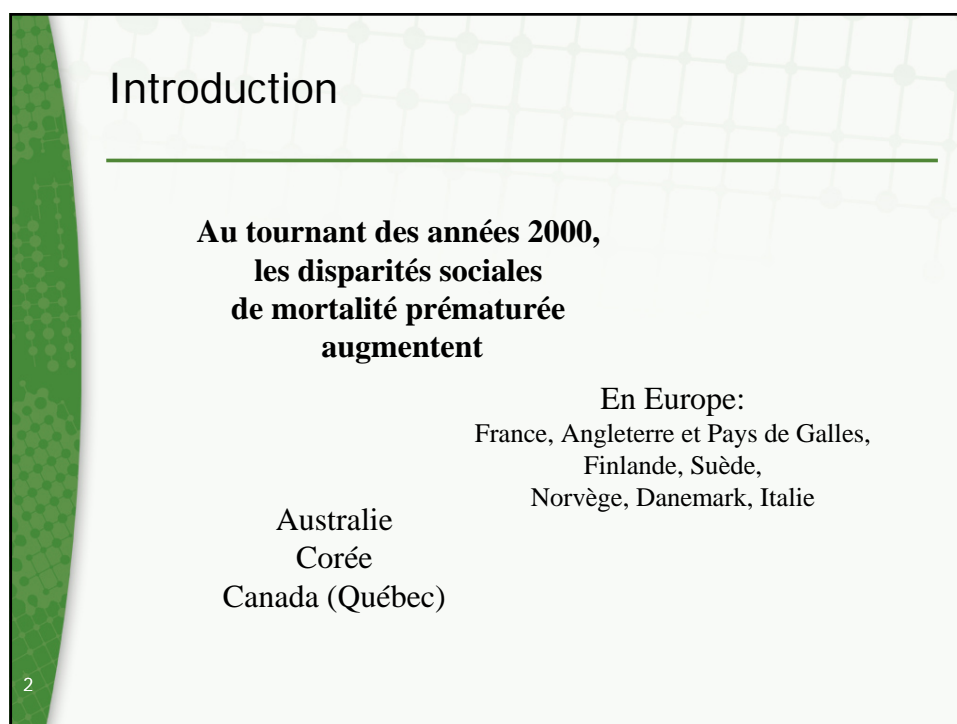 Introduction
Au tournant des années 2000,
les disparités sociales
de mortalité prématurée
augmentent
En Europe:
France, Angleterre et Pays de Galles,
Finlande, Suède,
Norvège, Danemark, Italie
Australie
Corée
Canada (Québec)
2